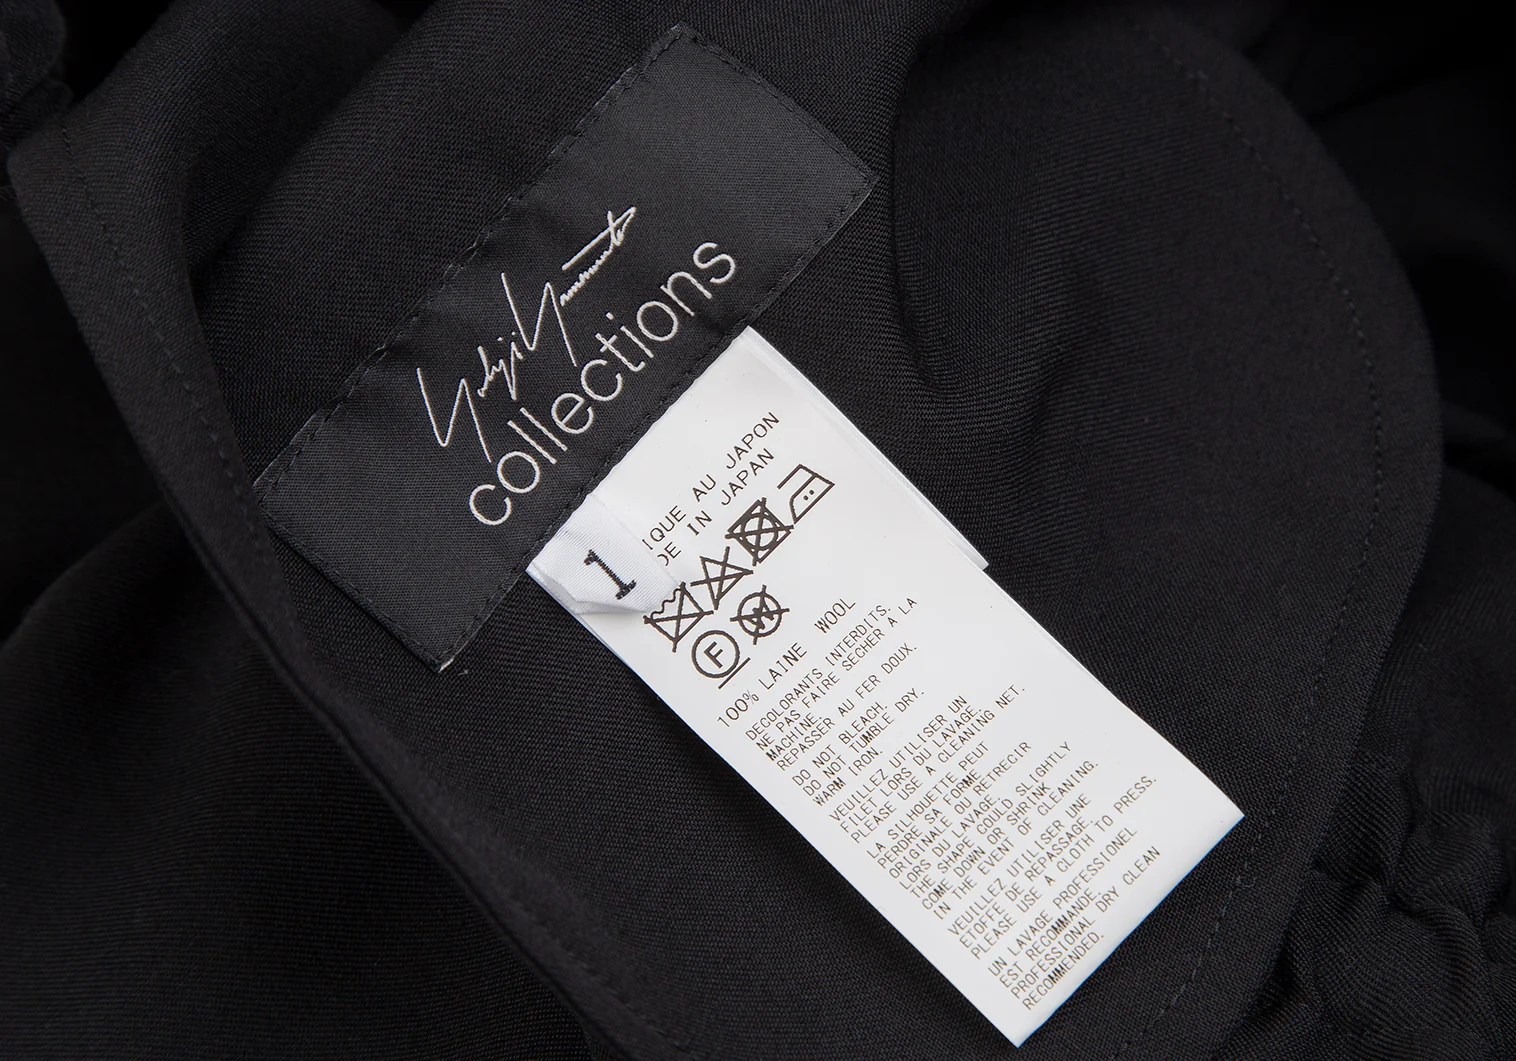 Yohji Yamamoto
collections
1
IQUE AU JAPON
DE IN JAPAN
F
W
100% LAINE WOOL
DECOLORANTS INTERDITS.
NE PAS FAIRE SECHER A LA
MACHINE.
REPASSER AU FER DOUX.
DO NOT BLEACH.
DO NOT TUMBLE DRY.
WARM IRON.
VEUILLEZ UTILISER UN
FILET LORS DU LAVAGE.
PLEASE USE A CLEANING NET.
LA SILHOUETTE PEUT
PERDRE SA FORME
ORIGINALE OU RETRECIR
LORS DU LAVAGE.
THE SHAPE COULD SLIGHTLY
COME DOWN OR SHRINK
IN THE EVENT OF CLEANING.
VEUILLEZ UTILISER UNE
ETOFFE DE REPASSAGE.
PLEASE USE A CLOTH TO PRESS.
UN LAVAGE PROFESSIONEL
EST RECOMMANDE.
PROFESSIONAL DRY CLEAN
RECOMMENDED.